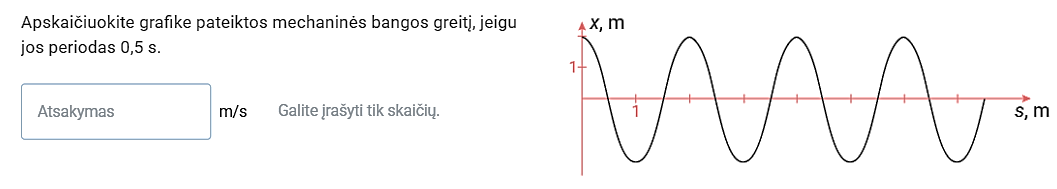 Apskaičiuokite grafike pateiktos mechaninės bangos greitį, jeigu
jos periodas 0,5 s.
Atsakymas
m/s
Galite įrašyti tik skaičių.
x, m
1
1
s, m